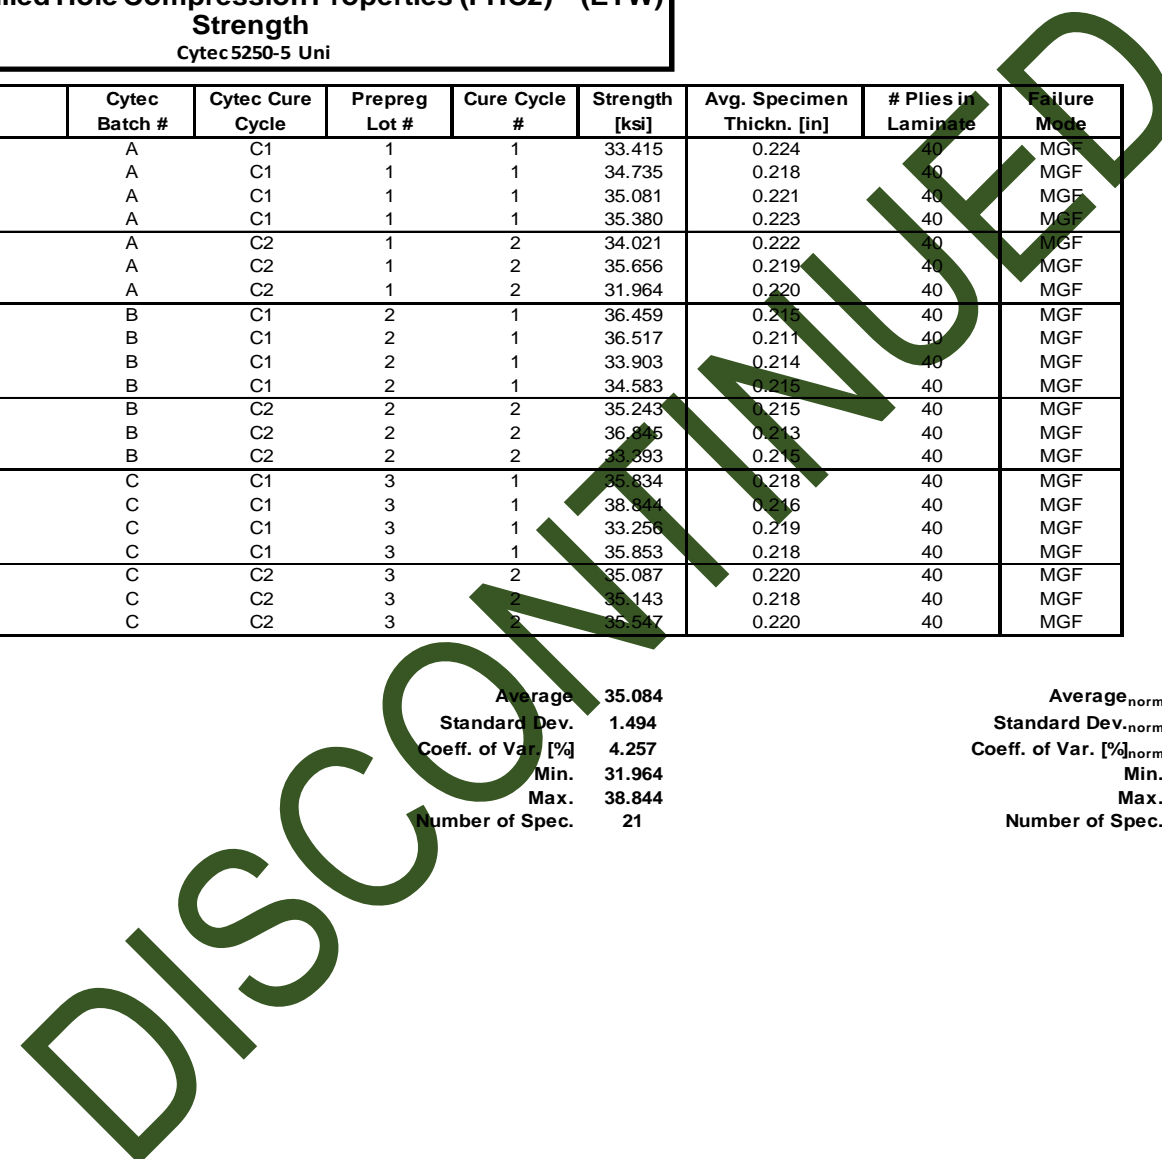 Hole Compression Properties (FHC2) -- (ETW)
Strength
Cytec 5250-5 Uni
Cytec Batch # Cytec Cure Cycle Prepreg Lot # Cure Cycle # Strength [ksi] Avg. Specimen Thickn. [in] # Plies in Laminate Failure Mode
A C1 1 1 33.415 0.224 40 MGF
A C1 1 1 34.735 0.218 40 MGF
A C1 1 1 35.081 0.221 40 MGF
A C1 1 1 35.380 0.223 40 MGF
A C2 1 2 34.021 0.222 40 MGF
A C2 1 2 35.656 0.219 40 MGF
A C2 1 2 31.964 0.220 40 MGF
B C1 2 1 36.459 0.215 40 MGF
B C1 2 1 36.517 0.211 40 MGF
B C1 2 1 33.903 0.214 40 MGF
B C1 2 1 34.583 0.215 40 MGF
B C2 2 2 35.243 0.215 40 MGF
B C2 2 2 36.845 0.213 40 MGF
B C2 2 2 33.393 0.215 40 MGF
C C1 3 1 35.834 0.218 40 MGF
C C1 3 1 38.844 0.216 40 MGF
C C1 3 1 33.256 0.219 40 MGF
C C1 3 1 35.853 0.218 40 MGF
C C2 3 2 35.087 0.220 40 MGF
C C2 3 2 35.143 0.218 40 MGF
C C2 3 2 35.547 0.220 40 MGF
Average 35.084 Average norm
Standard Dev. 1.494 Standard Dev. norm
Coeff. of Var. [%] 4.257 Coeff. of Var. [%] norm
Min. 31.964 Min.
Max. 38.844 Max.
Number of Spec. 21 Number of Spec.
DISCONTINUED